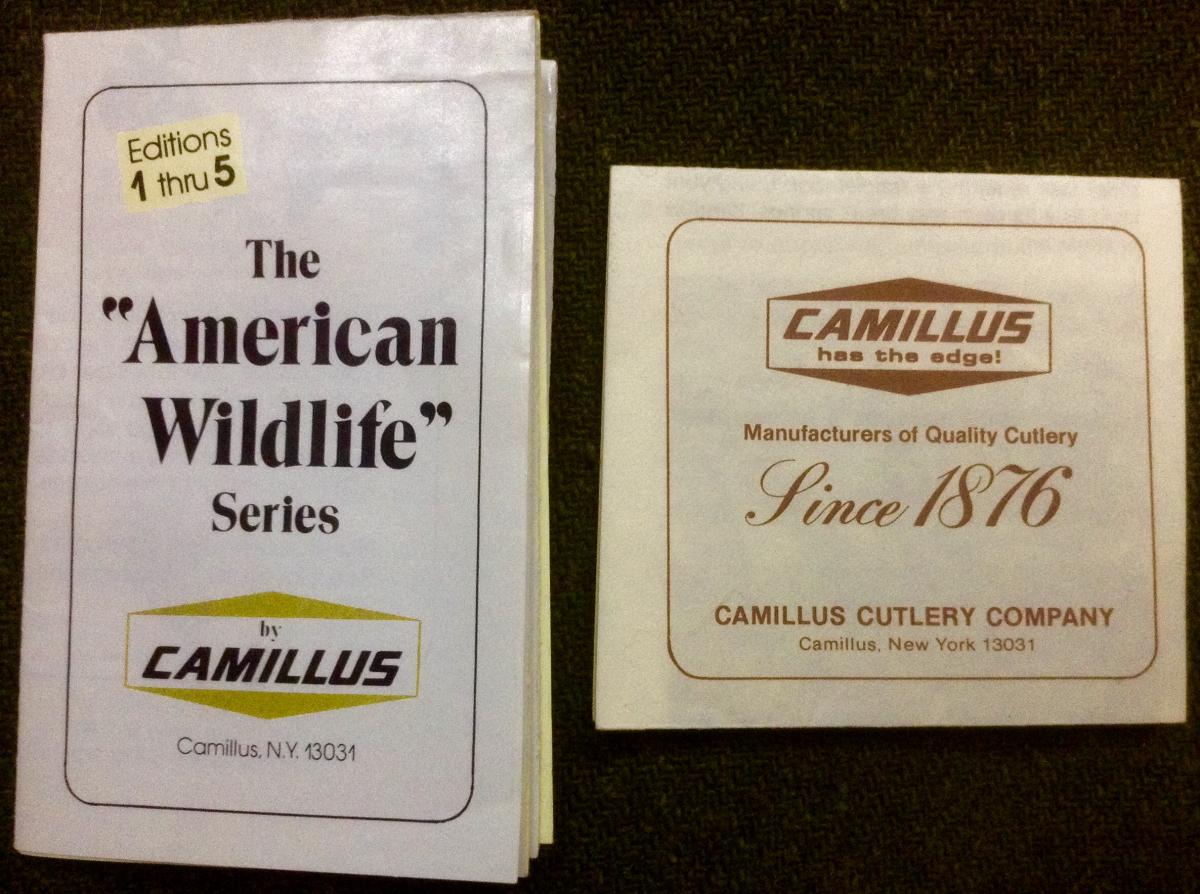 Editions
1 thru 5
The
"American
Wildlife"
Series
by
CAMILLUS
Camillus, N.Y. 13031
CAMILLUS
has the edge!
Manufacturers of Quality Cutlery
Since 1876
CAMILLUS CUTLERY COMPANY
Camillus, New York 13031